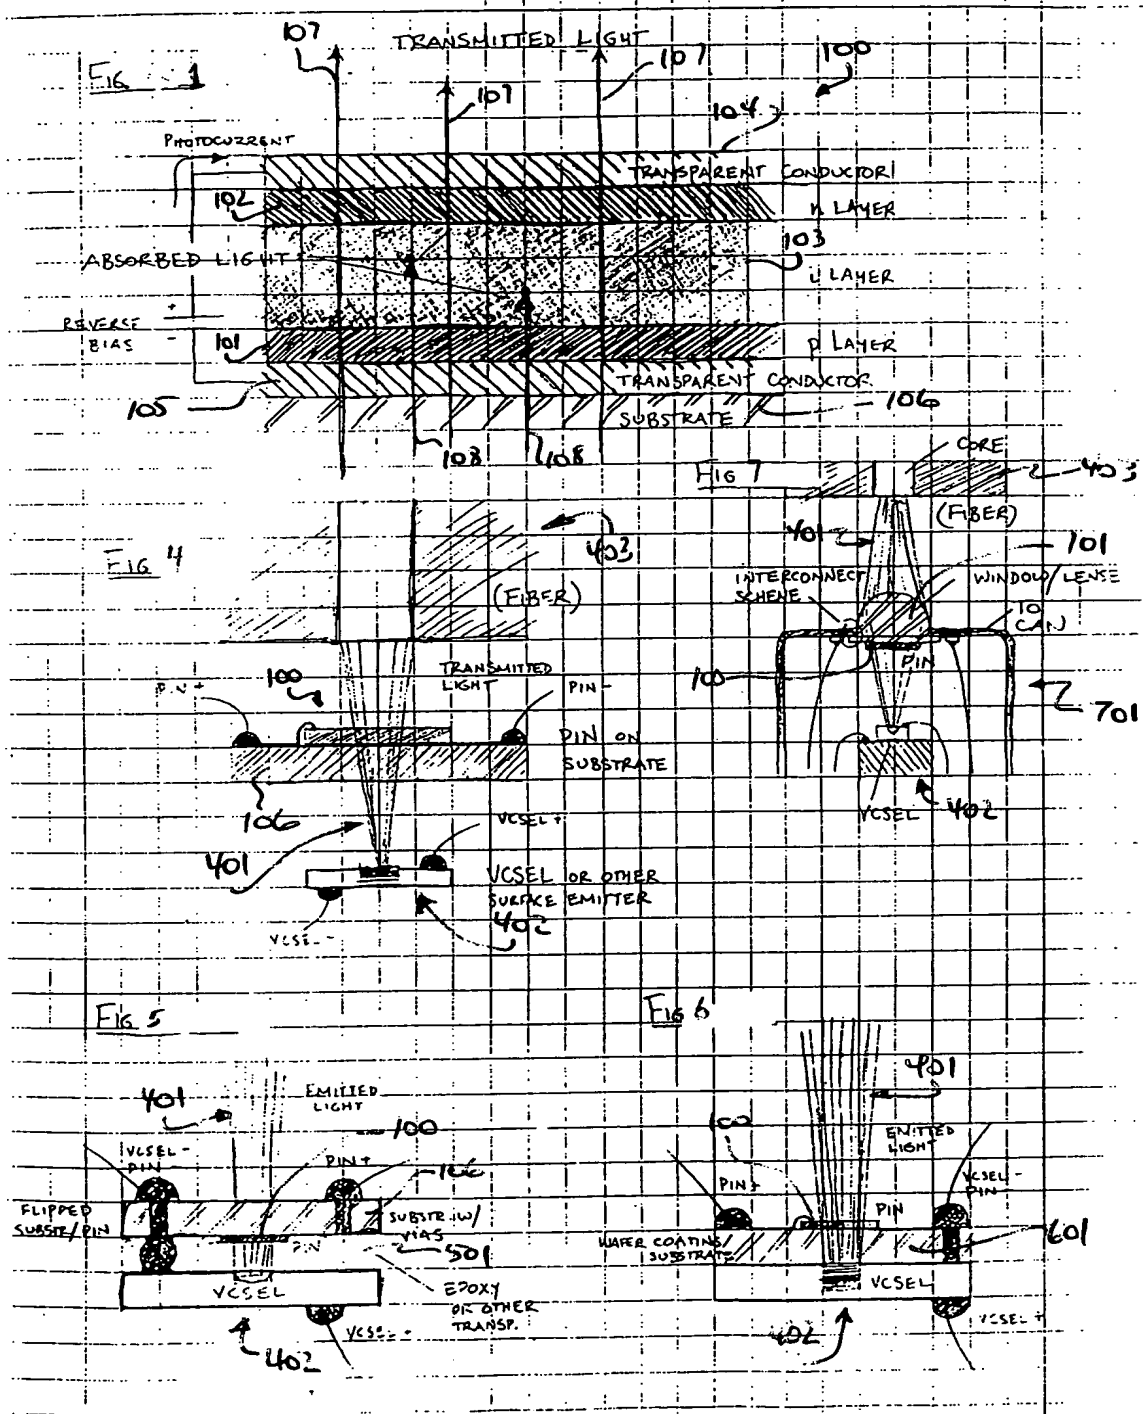 107
TRANSMITTED LIGHT
100
FIG 1
107
107
104
PHOTOCURRENT
TRANSPARENT CONDUCTOR
102
N LAYER
103
ABSORBED LIGHT
i LAYER
REVERSE
BIAS
+
-
101
P LAYER
TRANSPARENT CONDUCTOR
105
106
SUBSTRATE
108
108
FIG 7
CORE
403
(FIBER)
401
701
INTERCONNECT
SCHEME
WINDOW/LENSE
TO
CAN
PIN
100
701
VCSEL
402
FIG 4
403
(FIBER)
TRANSMITTED
LIGHT
100
PIN+
PIN-
PIN ON
SUBSTRATE
106
401
VCSEL+
VCSEL OR OTHER
SURFACE EMITTER
402
VCSEL-
FIG 5
401
EMITTED
LIGHT
100
VCSEL-
PIN-
PIN+
106
FLIPPED
SUBSTR/PIN
SUBSTR W/
VIAS
PIN
501
VCSEL
EPOXY
OR OTHER
TRANSP.
VCSEL+
402
FIG 6
401
100
EMITTED
LIGHT
PIN+
VCSEL-
PIN-
PIN
WAFER COATING/
SUBSTRATE
601
VCSEL
VCSEL+
402